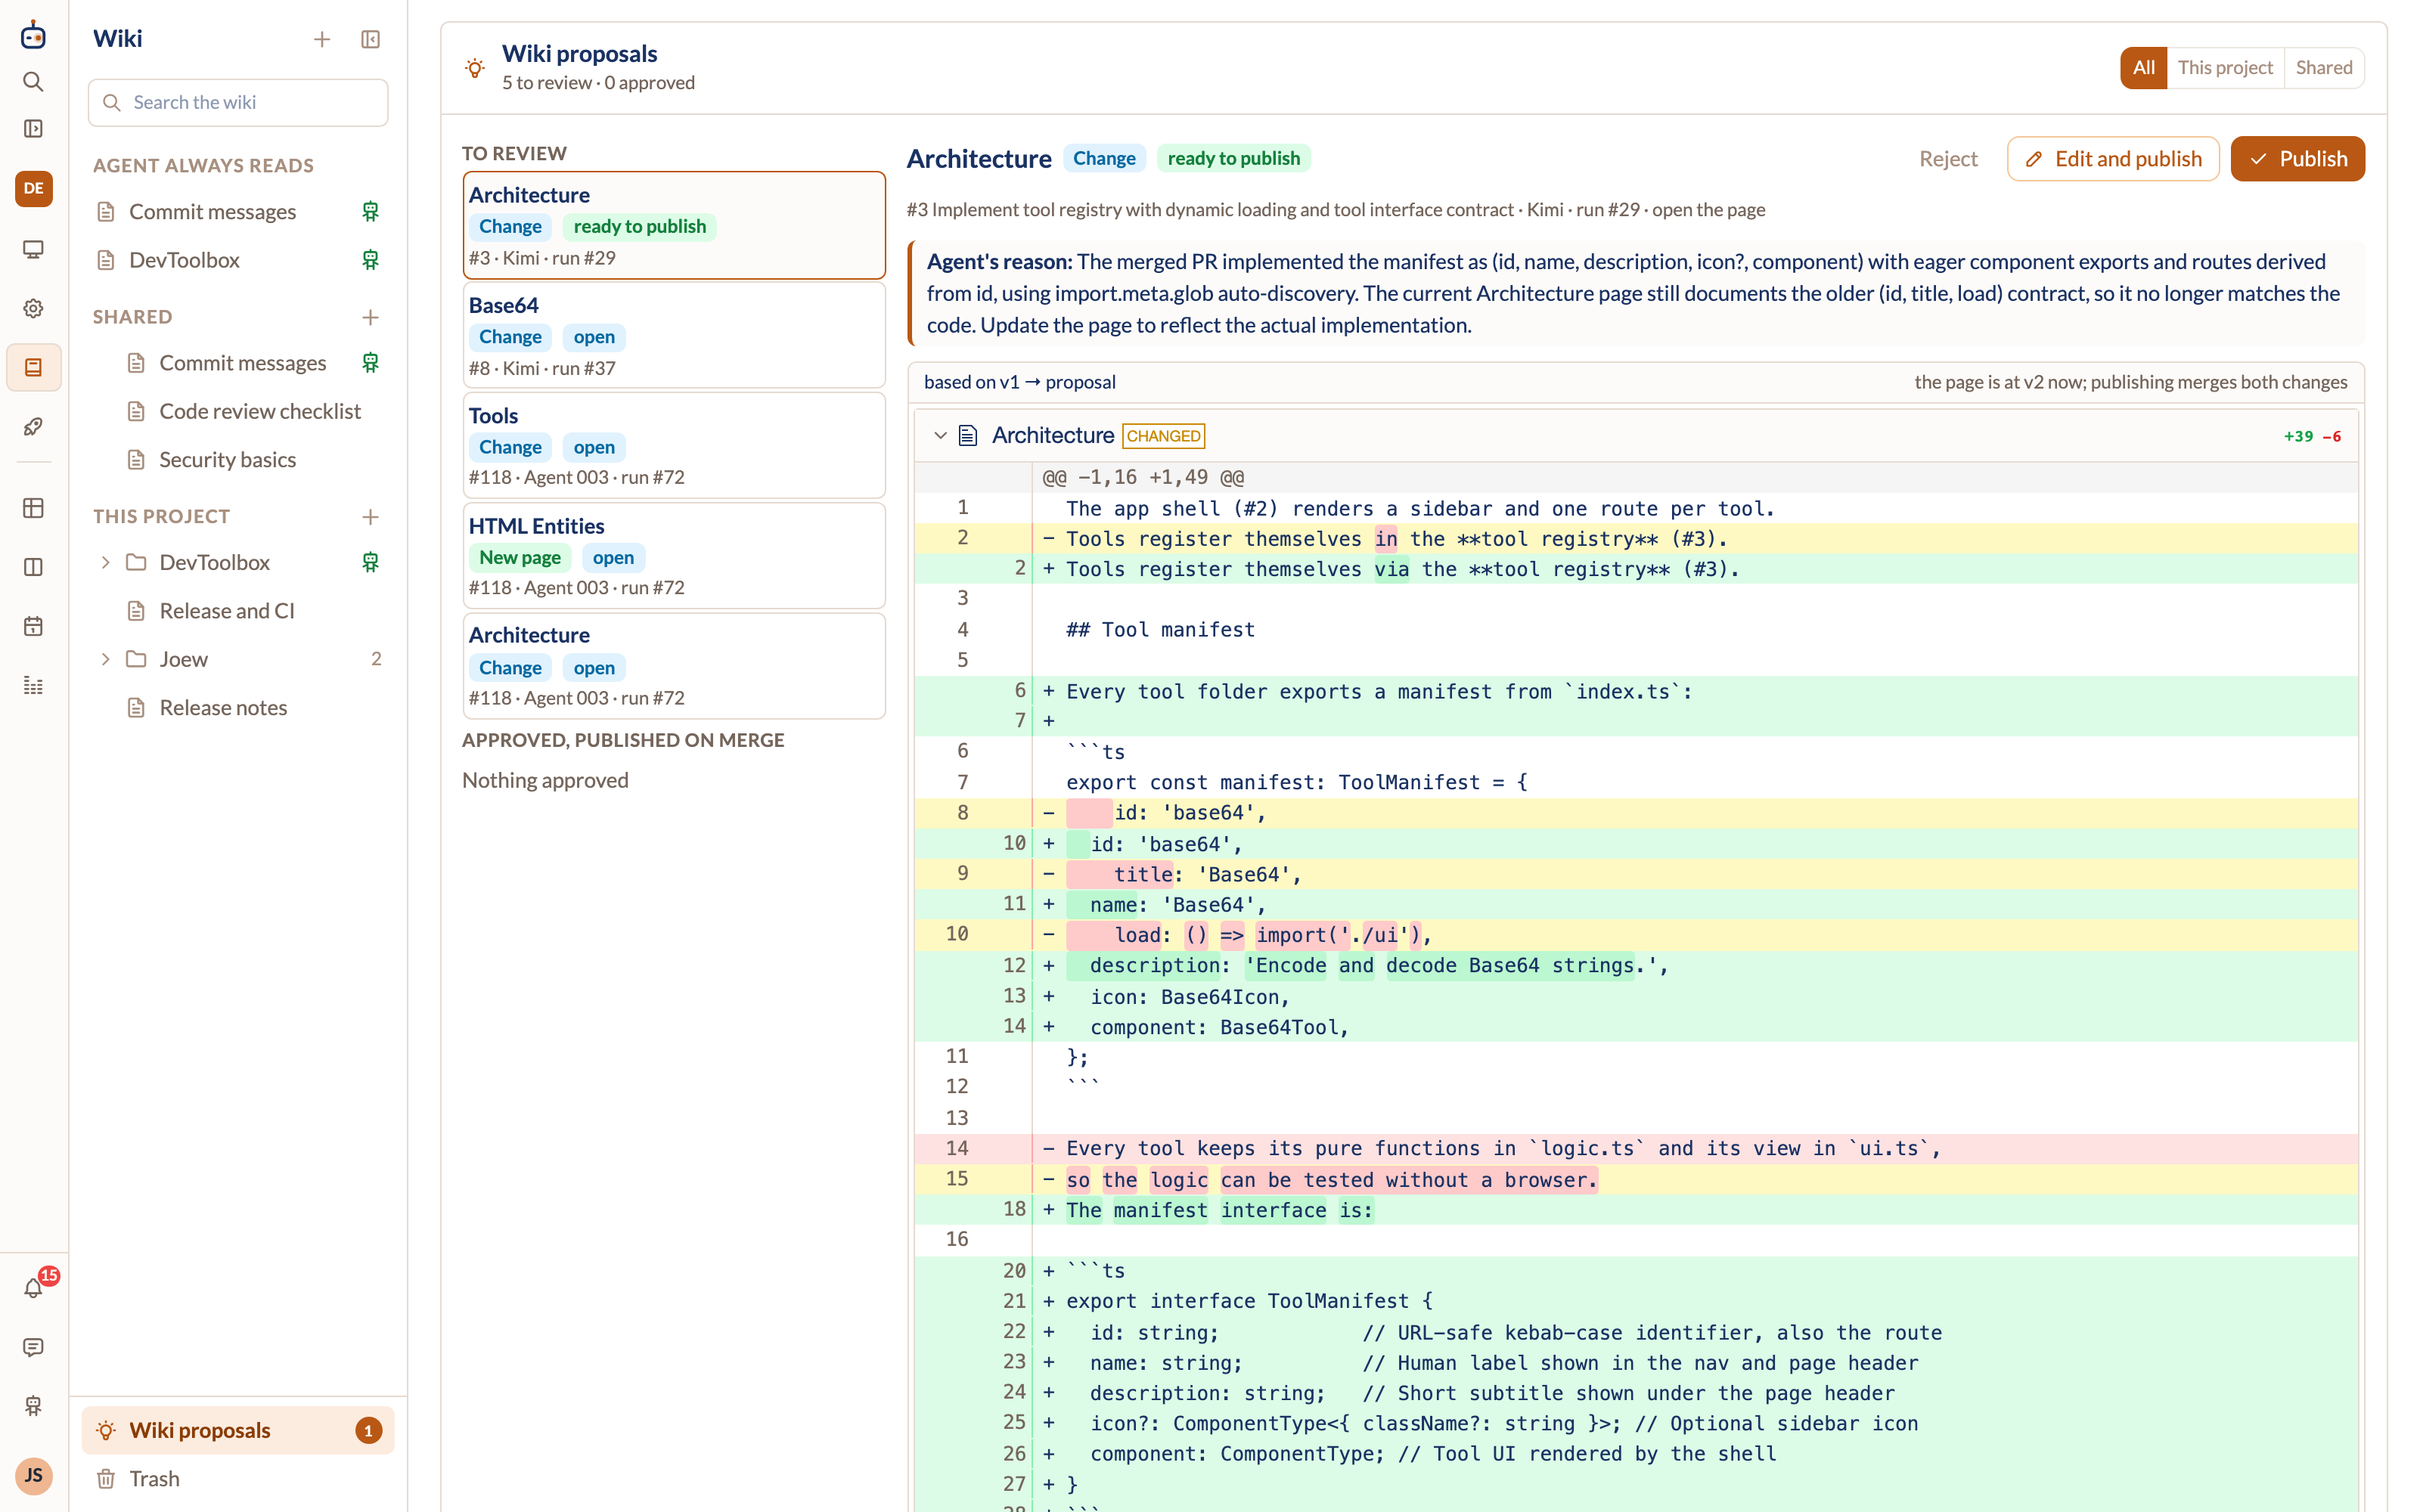 Wiki
Search the wiki
AGENT ALWAYS READS
Commit messages
DevToolbox
SHARED
Commit messages
Code review checklist
Security basics
THIS PROJECT
DevToolbox
Release and CI
Joew 2
Release notes
Wiki proposals 1
Trash
DE
15
JS
Wiki proposals
5 to review · 0 approved
All This project Shared
TO REVIEW
Architecture
Change ready to publish
#3 · Kimi · run #29
Base64
Change open
#8 · Kimi · run #37
Tools
Change open
#118 · Agent 003 · run #72
HTML Entities
New page open
#118 · Agent 003 · run #72
Architecture
Change open
#118 · Agent 003 · run #72
APPROVED, PUBLISHED ON MERGE
Nothing approved
Architecture Change ready to publish Reject Edit and publish Publish
#3 Implement tool registry with dynamic loading and tool interface contract · Kimi · run #29 · open the page
Agent's reason: The merged PR implemented the manifest as (id, name, description, icon?, component) with eager component exports and routes derived
from id, using import.meta.glob auto-discovery. The current Architecture page still documents the older (id, title, load) contract, so it no longer matches the
code. Update the page to reflect the actual implementation.
based on v1 → proposal the page is at v2 now; publishing merges both changes
Architecture CHANGED +39 −6
@@ −1,16 +1,49 @@
1 The app shell (#2) renders a sidebar and one route per tool.
2 − Tools register themselves in the **tool registry** (#3).
2 + Tools register themselves via the **tool registry** (#3).
3
4 ## Tool manifest
5
6 + Every tool folder exports a manifest from `index.ts`:
7 +
6 ```ts
7 export const manifest: ToolManifest = {
8 − id: 'base64',
10 + id: 'base64',
9 − title: 'Base64',
11 + name: 'Base64',
10 − load: () => import('./ui'),
12 + description: 'Encode and decode Base64 strings.',
13 + icon: Base64Icon,
14 + component: Base64Tool,
11 };
12 ```
13
14 − Every tool keeps its pure functions in `logic.ts` and its view in `ui.ts`,
15 − so the logic can be tested without a browser.
18 + The manifest interface is:
16
20 + ```ts
21 + export interface ToolManifest {
22 + id: string; // URL-safe kebab-case identifier, also the route
23 + name: string; // Human label shown in the nav and page header
24 + description: string; // Short subtitle shown under the page header
25 + icon?: ComponentType<{ className?: string }>; // Optional sidebar icon
26 + component: ComponentType; // Tool UI rendered by the shell
27 + }
28 + ```